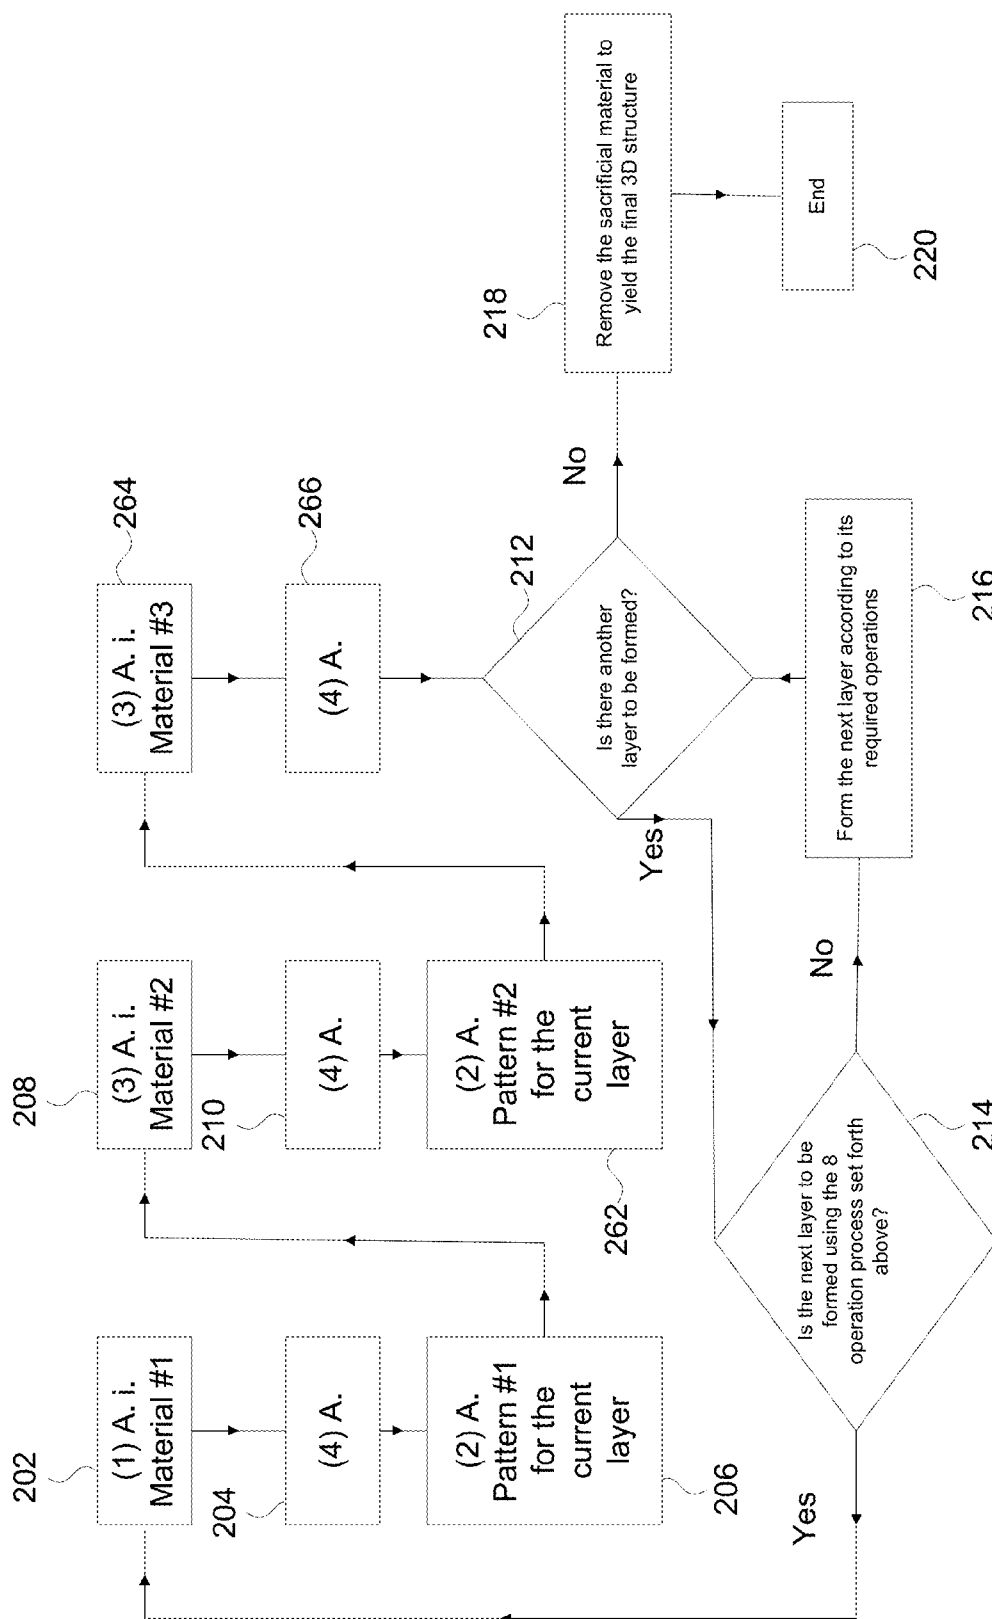 202
(1) A. i.
Material #1
204
(4) A.
206
(2) A.
Pattern #1
for the
current
layer
208
(3) A. i.
Material #2
210
(4) A.
262
(2) A.
Pattern #2
for the
current
layer
264
(3) A. i.
Material #3
266
(4) A.
212
Is there another
layer to be formed?
Yes
No
214
Is the next layer to be
formed using the 8
operation process set forth
above?
Yes
No
216
Form the next layer according to its
required operations
218
Remove the sacrificial material to
yield the final 3D structure
220
End